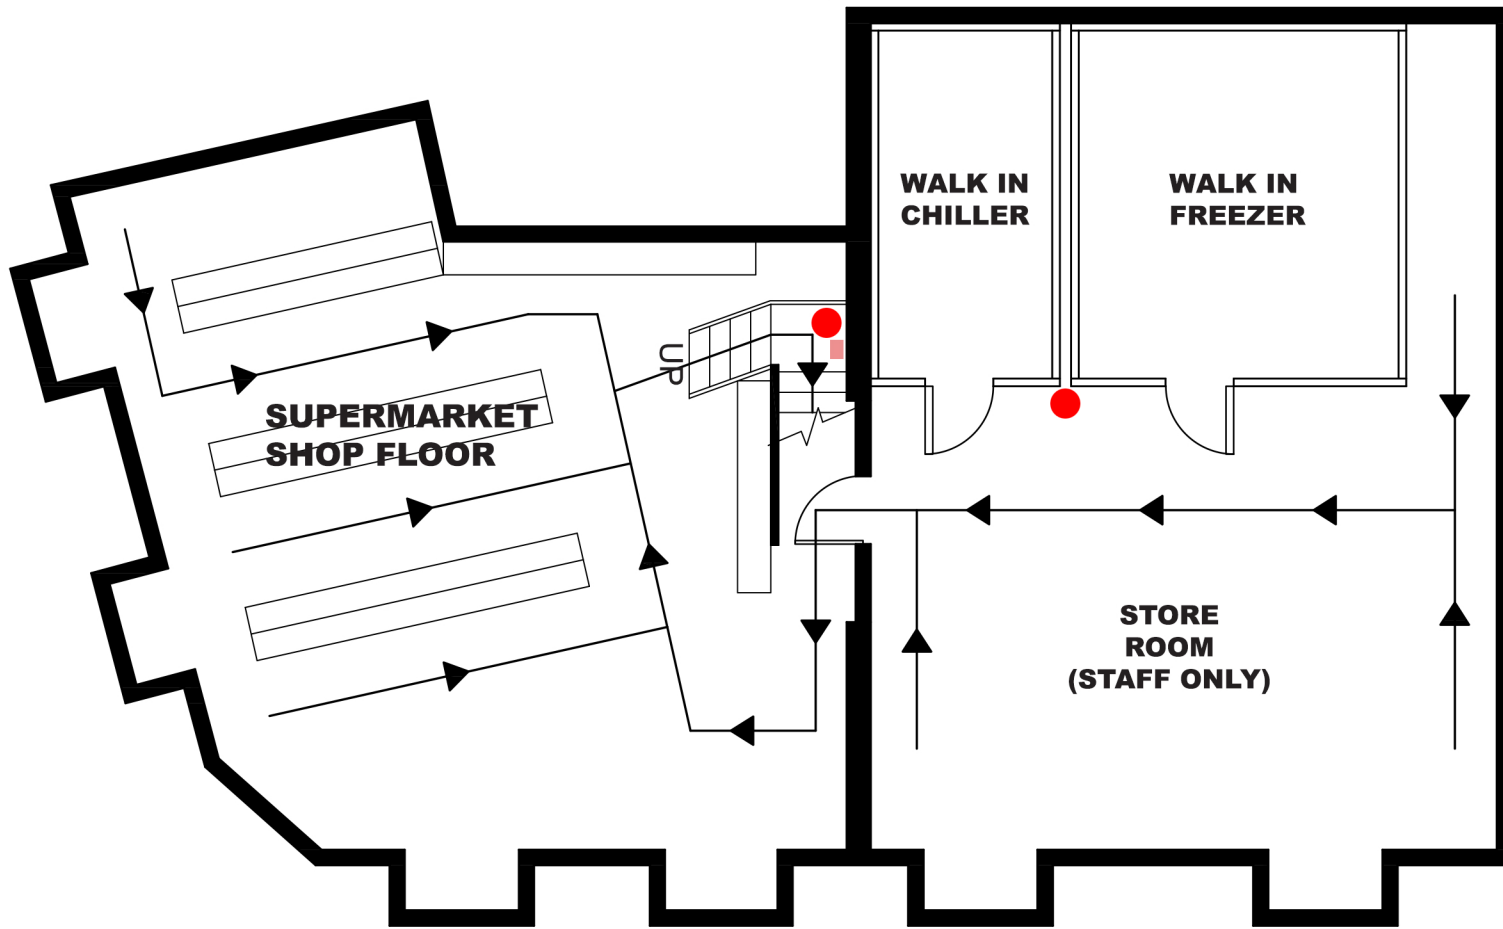 WALK IN
CHILLER
WALK IN
FREEZER
UP
SUPERMARKET
SHOP FLOOR
STORE
ROOM
(STAFF ONLY)